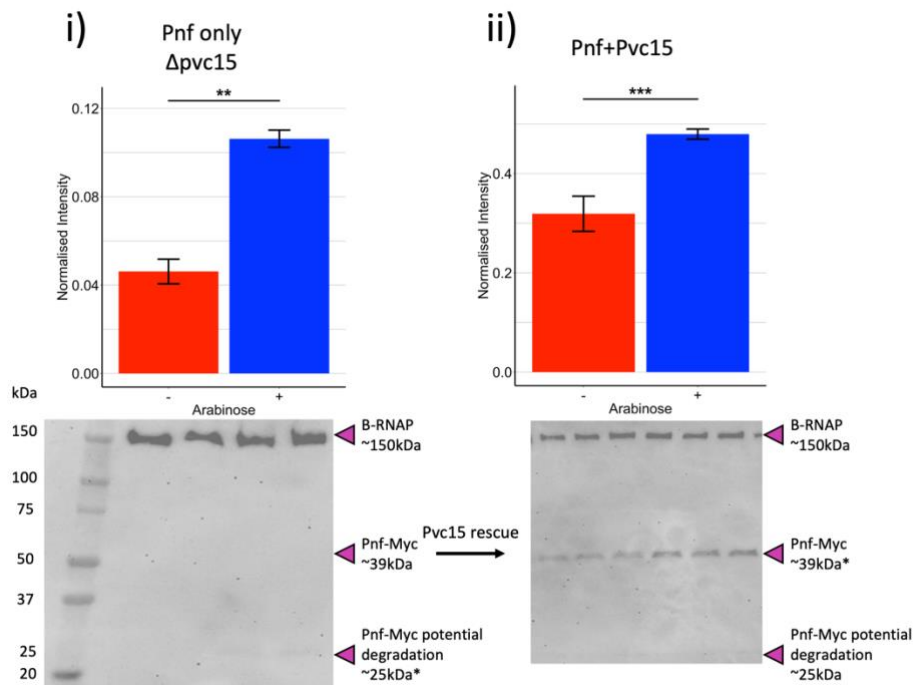 i)
Pnf only
Δpvc15
**
0.12
0.08
0.04
0.00
Normalised Intensity
-
+
Arabinose
ii)
Pnf+Pvc15
***
0.4
0.2
0.0
Normalised Intensity
-
+
Arabinose
kDa
150
100
75
50
37
25
20
B-RNAP
~150kDa
Pnf-Myc
~39kDa
Pnf-Myc potential
degradation
~25kDa*
Pvc15 rescue
B-RNAP
~150kDa
Pnf-Myc
~39kDa*
Pnf-Myc potential
degradation
~25kDa